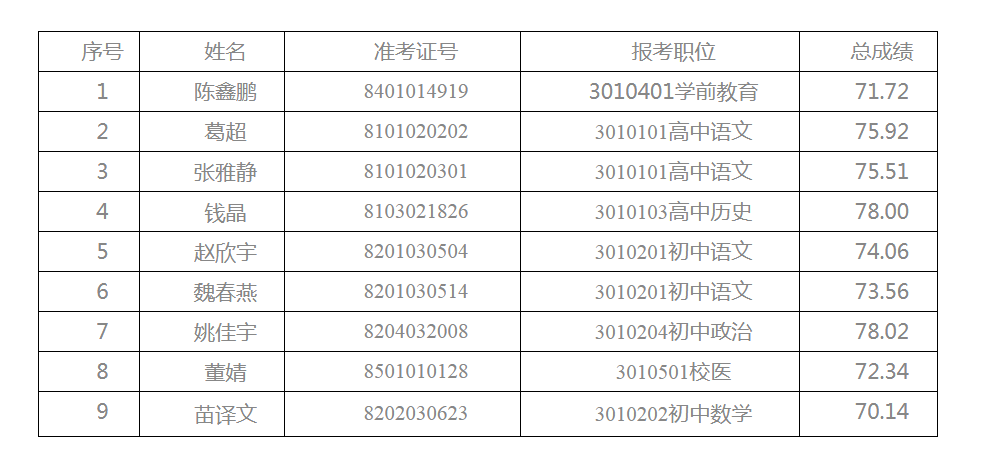 序号 姓名 准考证号 报考职位 总成绩
1 陈鑫鹏 8401014919 3010401学前教育 71.72
2 葛超 8101020202 3010101高中语文 75.92
3 张雅静 8101020301 3010101高中语文 75.51
4 钱晶 8103021826 3010103高中历史 78.00
5 赵欣宇 8201030504 3010201初中语文 74.06
6 魏春燕 8201030514 3010201初中语文 73.56
7 姚佳宇 8204032008 3010204初中政治 78.02
8 董婧 8501010128 3010501校医 72.34
9 苗译文 8202030623 3010202初中数学 70.14